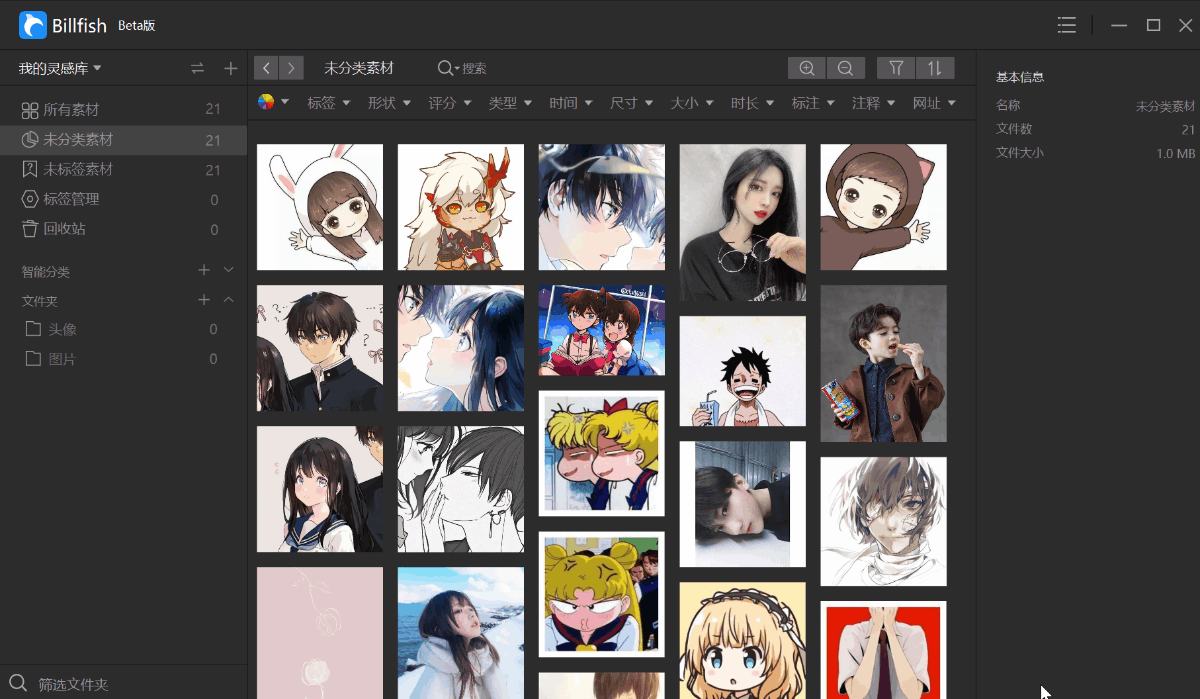 Billfish Beta版
我的灵感库
所有素材 21
未分类素材 21
未标签素材 21
标签管理 0
回收站 0
智能分类
文件夹
头像 0
图片 0
筛选文件夹
未分类素材 搜索
标签 形状 评分 类型 时间 尺寸 大小 时长 标注 注释 网址
基本信息
名称 未分类素材
文件数 21
文件大小 1.0 MB
MILK